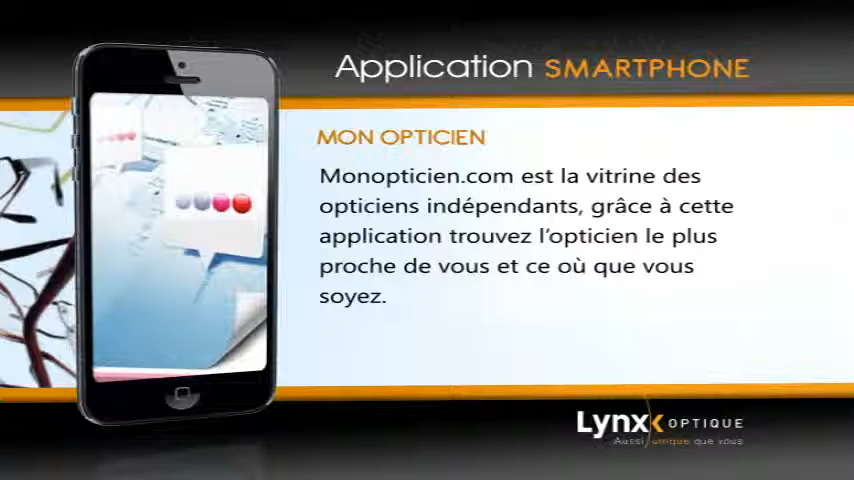 Application SMARTPHONE
MON OPTICIEN
Monopticien.com est la vitrine des
opticiens indépendants, grâce à cette
application trouvez l'opticien le plus
proche de vous et ce où que vous
soyez.
Lynx OPTIQUE
Aussi unique que vous